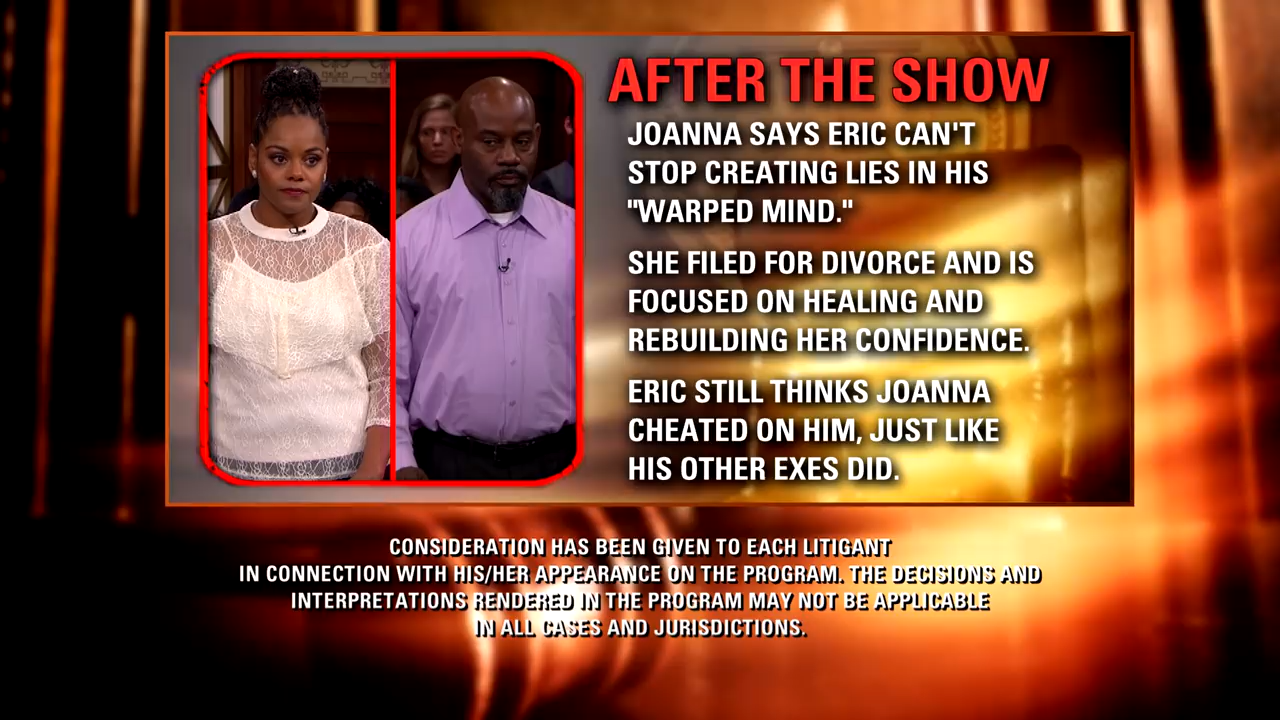 AFTER THE SHOW
JOANNA SAYS ERIC CAN'T
STOP CREATING LIES IN HIS
"WARPED MIND."
SHE FILED FOR DIVORCE AND IS
FOCUSED ON HEALING AND
REBUILDING HER CONFIDENCE.
ERIC STILL THINKS JOANNA
CHEATED ON HIM, JUST LIKE
HIS OTHER EXES DID.
CONSIDERATION HAS BEEN GIVEN TO EACH LITIGANT
IN CONNECTION WITH HIS/HER APPEARANCE ON THE PROGRAM. THE DECISIONS AND
INTERPRETATIONS RENDERED IN THE PROGRAM MAY NOT BE APPLICABLE
IN ALL CASES AND JURISDICTIONS.